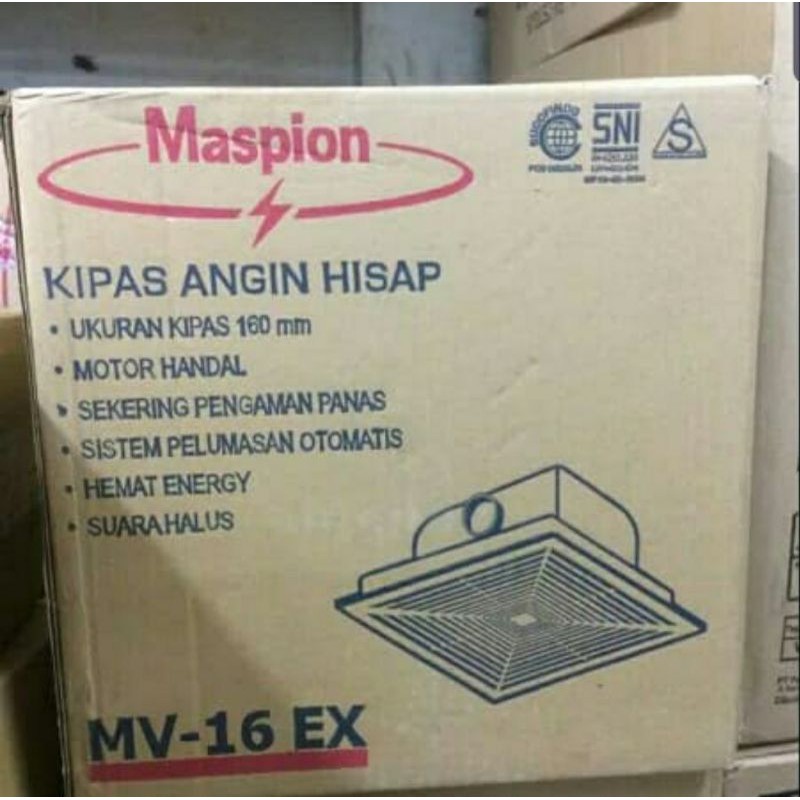 Maspion
SNI
S
KIPAS ANGIN HISAP
• UKURAN KIPAS 160 mm
• MOTOR HANDAL
• SEKERING PENGAMAN PANAS
• SISTEM PELUMASAN OTOMATIS
• HEMAT ENERGY
• SUARA HALUS
MV-16 EX